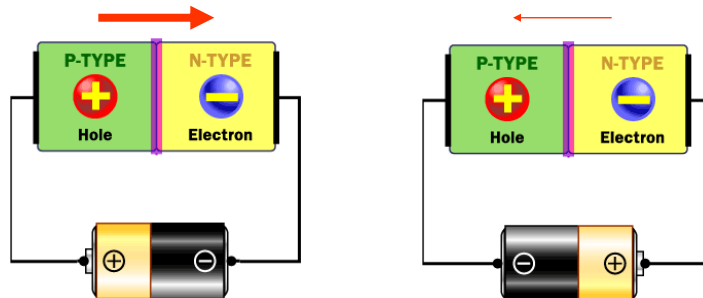 P-TYPE N-TYPE
+ −
Hole Electron
+ −
P-TYPE N-TYPE
+ −
Hole Electron
− +